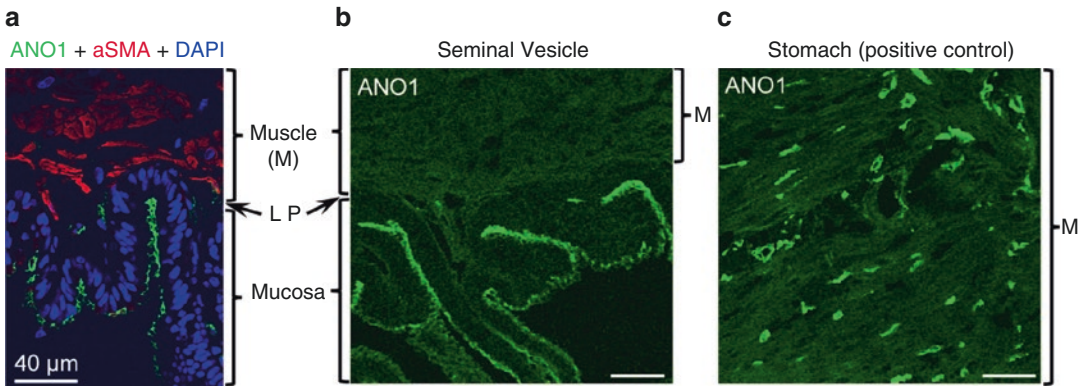 a
ANO1 + aSMA + DAPI
40 µm
Muscle
(M)
L P
Mucosa
b
Seminal Vesicle
ANO1
M
c
Stomach (positive control)
ANO1
M